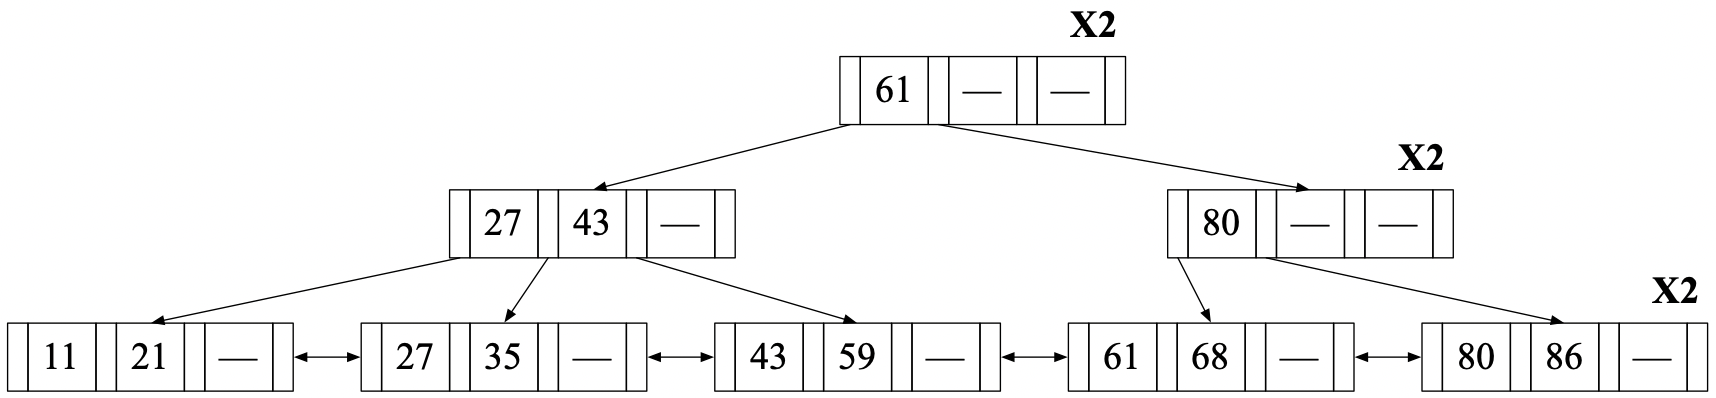 X2
61 — —
X2
27 43 — 80 — —
X2
11 21 — 27 35 — 43 59 — 61 68 — 80 86 —